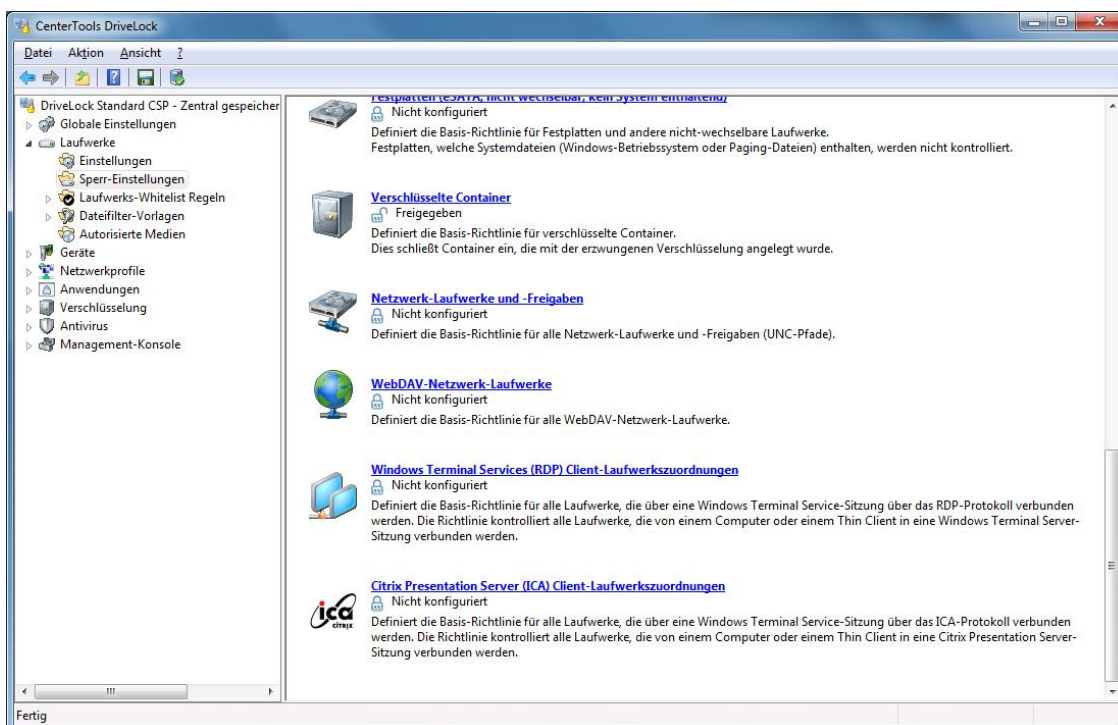 CenterTools DriveLock
Datei Aktion Ansicht ?
DriveLock Standard CSP - Zentral gespeicher
Globale Einstellungen
Laufwerke
Einstellungen
Sperr-Einstellungen
Laufwerks-Whitelist Regeln
Dateifilter-Vorlagen
Autorisierte Medien
Geräte
Netzwerkprofile
Anwendungen
Verschlüsselung
Antivirus
Management-Konsole
Festplatten (eSATA, nicht wechselbar, kein System enthaltend)
Nicht konfiguriert
Definiert die Basis-Richtlinie für Festplatten und andere nicht-wechselbare Laufwerke.
Festplatten, welche Systemdateien (Windows-Betriebssystem oder Paging-Dateien) enthalten, werden nicht kontrolliert.
Verschlüsselte Container
Freigegeben
Definiert die Basis-Richtlinie für verschlüsselte Container.
Dies schließt Container ein, die mit der erzwungenen Verschlüsselung angelegt wurde.
Netzwerk-Laufwerke und -Freigaben
Nicht konfiguriert
Definiert die Basis-Richtlinie für alle Netzwerk-Laufwerke und -Freigaben (UNC-Pfade).
WebDAV-Netzwerk-Laufwerke
Nicht konfiguriert
Definiert die Basis-Richtlinie für alle WebDAV-Netzwerk-Laufwerke.
Windows Terminal Services (RDP) Client-Laufwerkszuordnungen
Nicht konfiguriert
Definiert die Basis-Richtlinie für alle Laufwerke, die über eine Windows Terminal Service-Sitzung über das RDP-Protokoll verbunden
werden. Die Richtlinie kontrolliert alle Laufwerke, die von einem Computer oder einem Thin Client in eine Windows Terminal Server-
Sitzung verbunden werden.
ica
CITRIX
Citrix Presentation Server (ICA) Client-Laufwerkszuordnungen
Nicht konfiguriert
Definiert die Basis-Richtlinie für alle Laufwerke, die über eine Windows Terminal Service-Sitzung über das ICA-Protokoll verbunden
werden. Die Richtlinie kontrolliert alle Laufwerke, die von einem Computer oder einem Thin Client in eine Citrix Presentation Server-
Sitzung verbunden werden.
Fertig